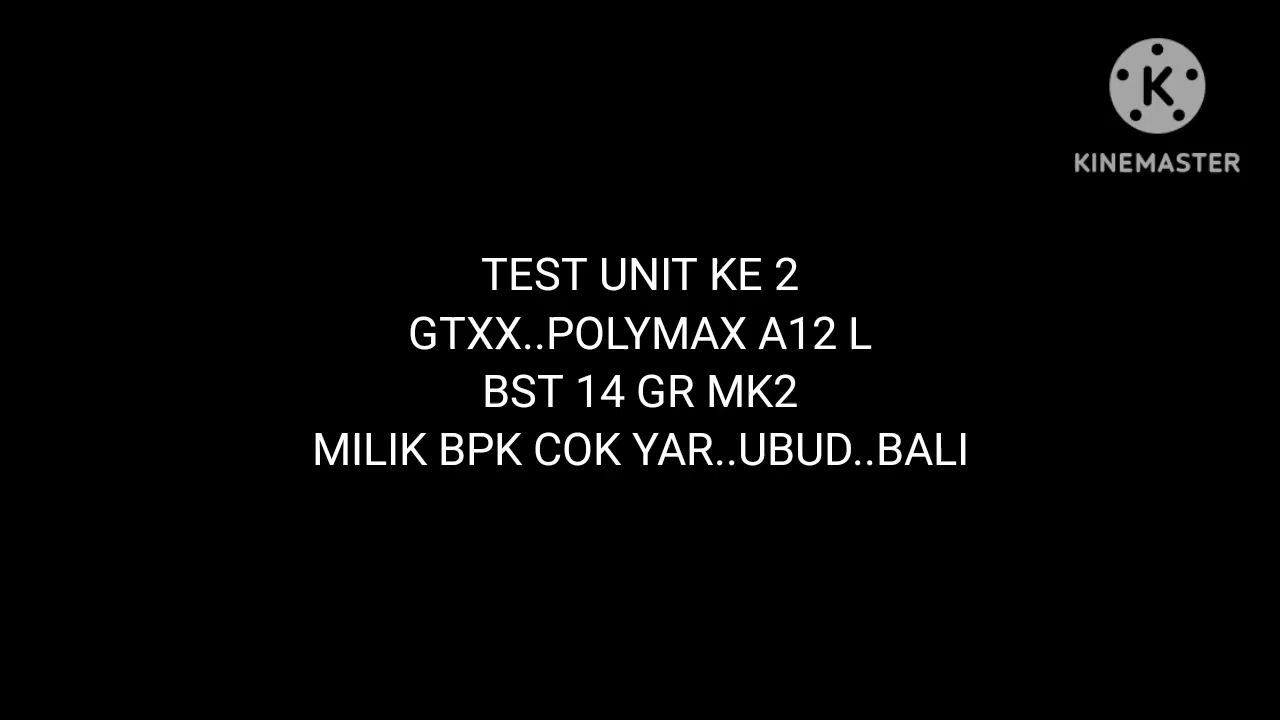 K
KINEMASTER
TEST UNIT KE 2
GTXX..POLYMAX A12 L
BST 14 GR MK2
MILIK BPK COK YAR..UBUD..BALI